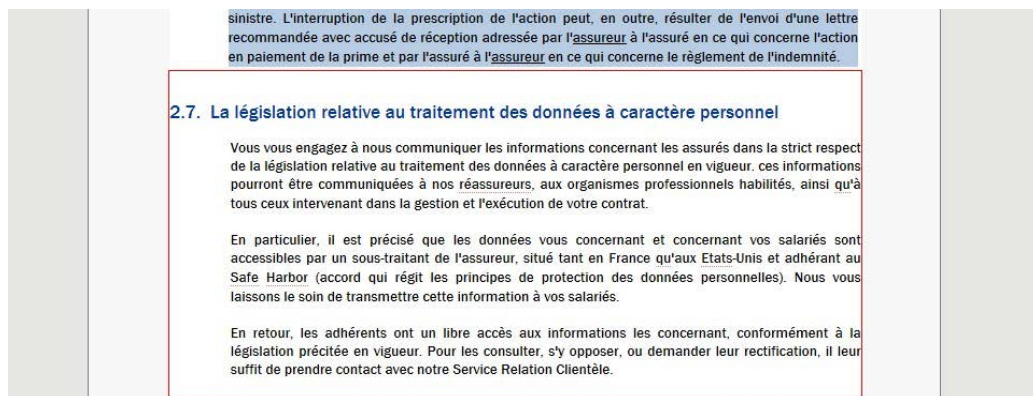 sinistre. L'interruption de la prescription de l'action peut, en outre, résulter de l'envoi d'une lettre
recommandée avec accusé de réception adressée par l'assureur à l'assuré en ce qui concerne l'action
en paiement de la prime et par l'assuré à l'assureur en ce qui concerne le règlement de l'indemnité.
2.7. La législation relative au traitement des données à caractère personnel
Vous vous engagez à nous communiquer les informations concernant les assurés dans la strict respect
de la législation relative au traitement des données à caractère personnel en vigueur. ces informations
pourront être communiquées à nos réassureurs, aux organismes professionnels habilités, ainsi qu'à
tous ceux intervenant dans la gestion et l'exécution de votre contrat.
En particulier, il est précisé que les données vous concernant et concernant vos salariés sont
accessibles par un sous-traitant de l'assureur, situé tant en France qu'aux Etats-Unis et adhérant au
Safe Harbor (accord qui régit les principes de protection des données personnelles). Nous vous
laissons le soin de transmettre cette information à vos salariés.
En retour, les adhérents ont un libre accès aux informations les concernant, conformément à la
législation précitée en vigueur. Pour les consulter, s'y opposer, ou demander leur rectification, il leur
suffit de prendre contact avec notre Service Relation Clientèle.